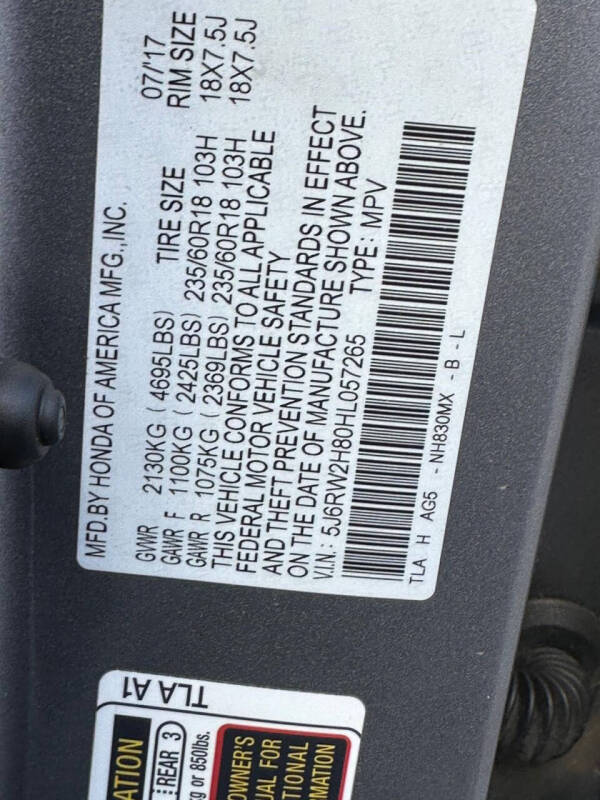 MFD.BY HONDA OF AMERICA MFG.,INC. 07/'17
GVWR 2130KG ( 4695LBS) TIRE SIZE RIM SIZE
GAWR F 1100KG ( 2425LBS) 235/60R18 103H 18X7.5J
GAWR R 1075KG ( 2369LBS) 235/60R18 103H 18X7.5J
THIS VEHICLE CONFORMS TO ALL APPLICABLE
FEDERAL MOTOR VEHICLE SAFETY
AND THEFT PREVENTION STANDARDS IN EFFECT
ON THE DATE OF MANUFACTURE SHOWN ABOVE.
V.I.N.: 5J6RW2H80HL057265 TYPE : MPV
TLA H AG5 - NH830MX - B - L
TLA A1
ATION
REAR 3
kg or 850lbs.
OWNER'S
UAL FOR
TIONAL
MATION